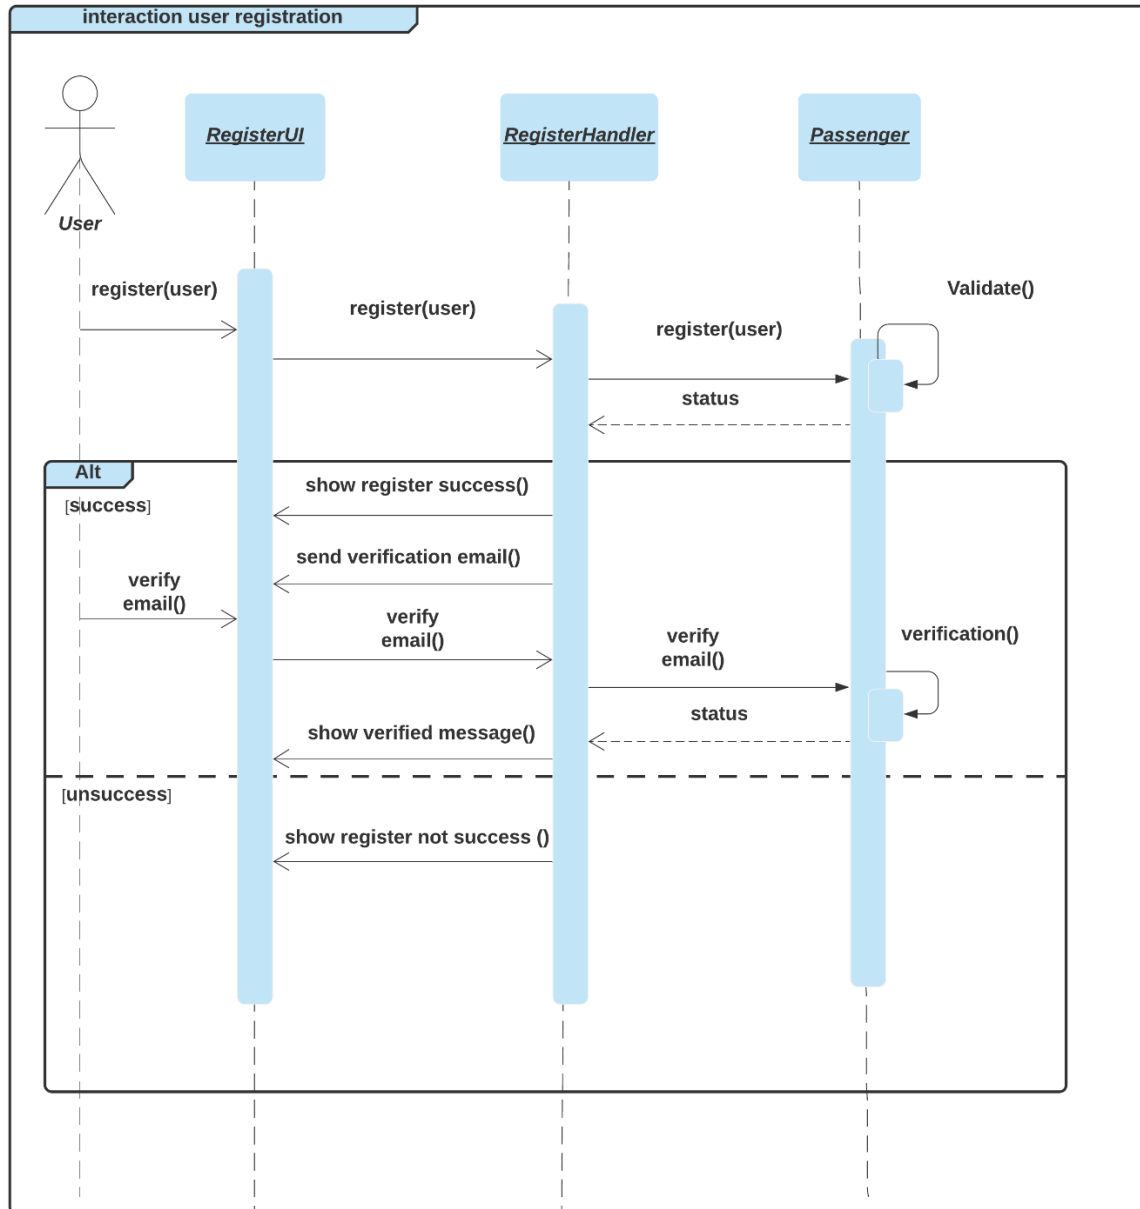 interaction user registration
RegisterUI
RegisterHandler
Passenger
User
register(user)
register(user)
register(user)
Validate()
status
Alt
[success]
show register success()
send verification email()
verify
email()
verify
email()
verify
email()
verification()
status
show verified message()
[unsuccess]
show register not success ()